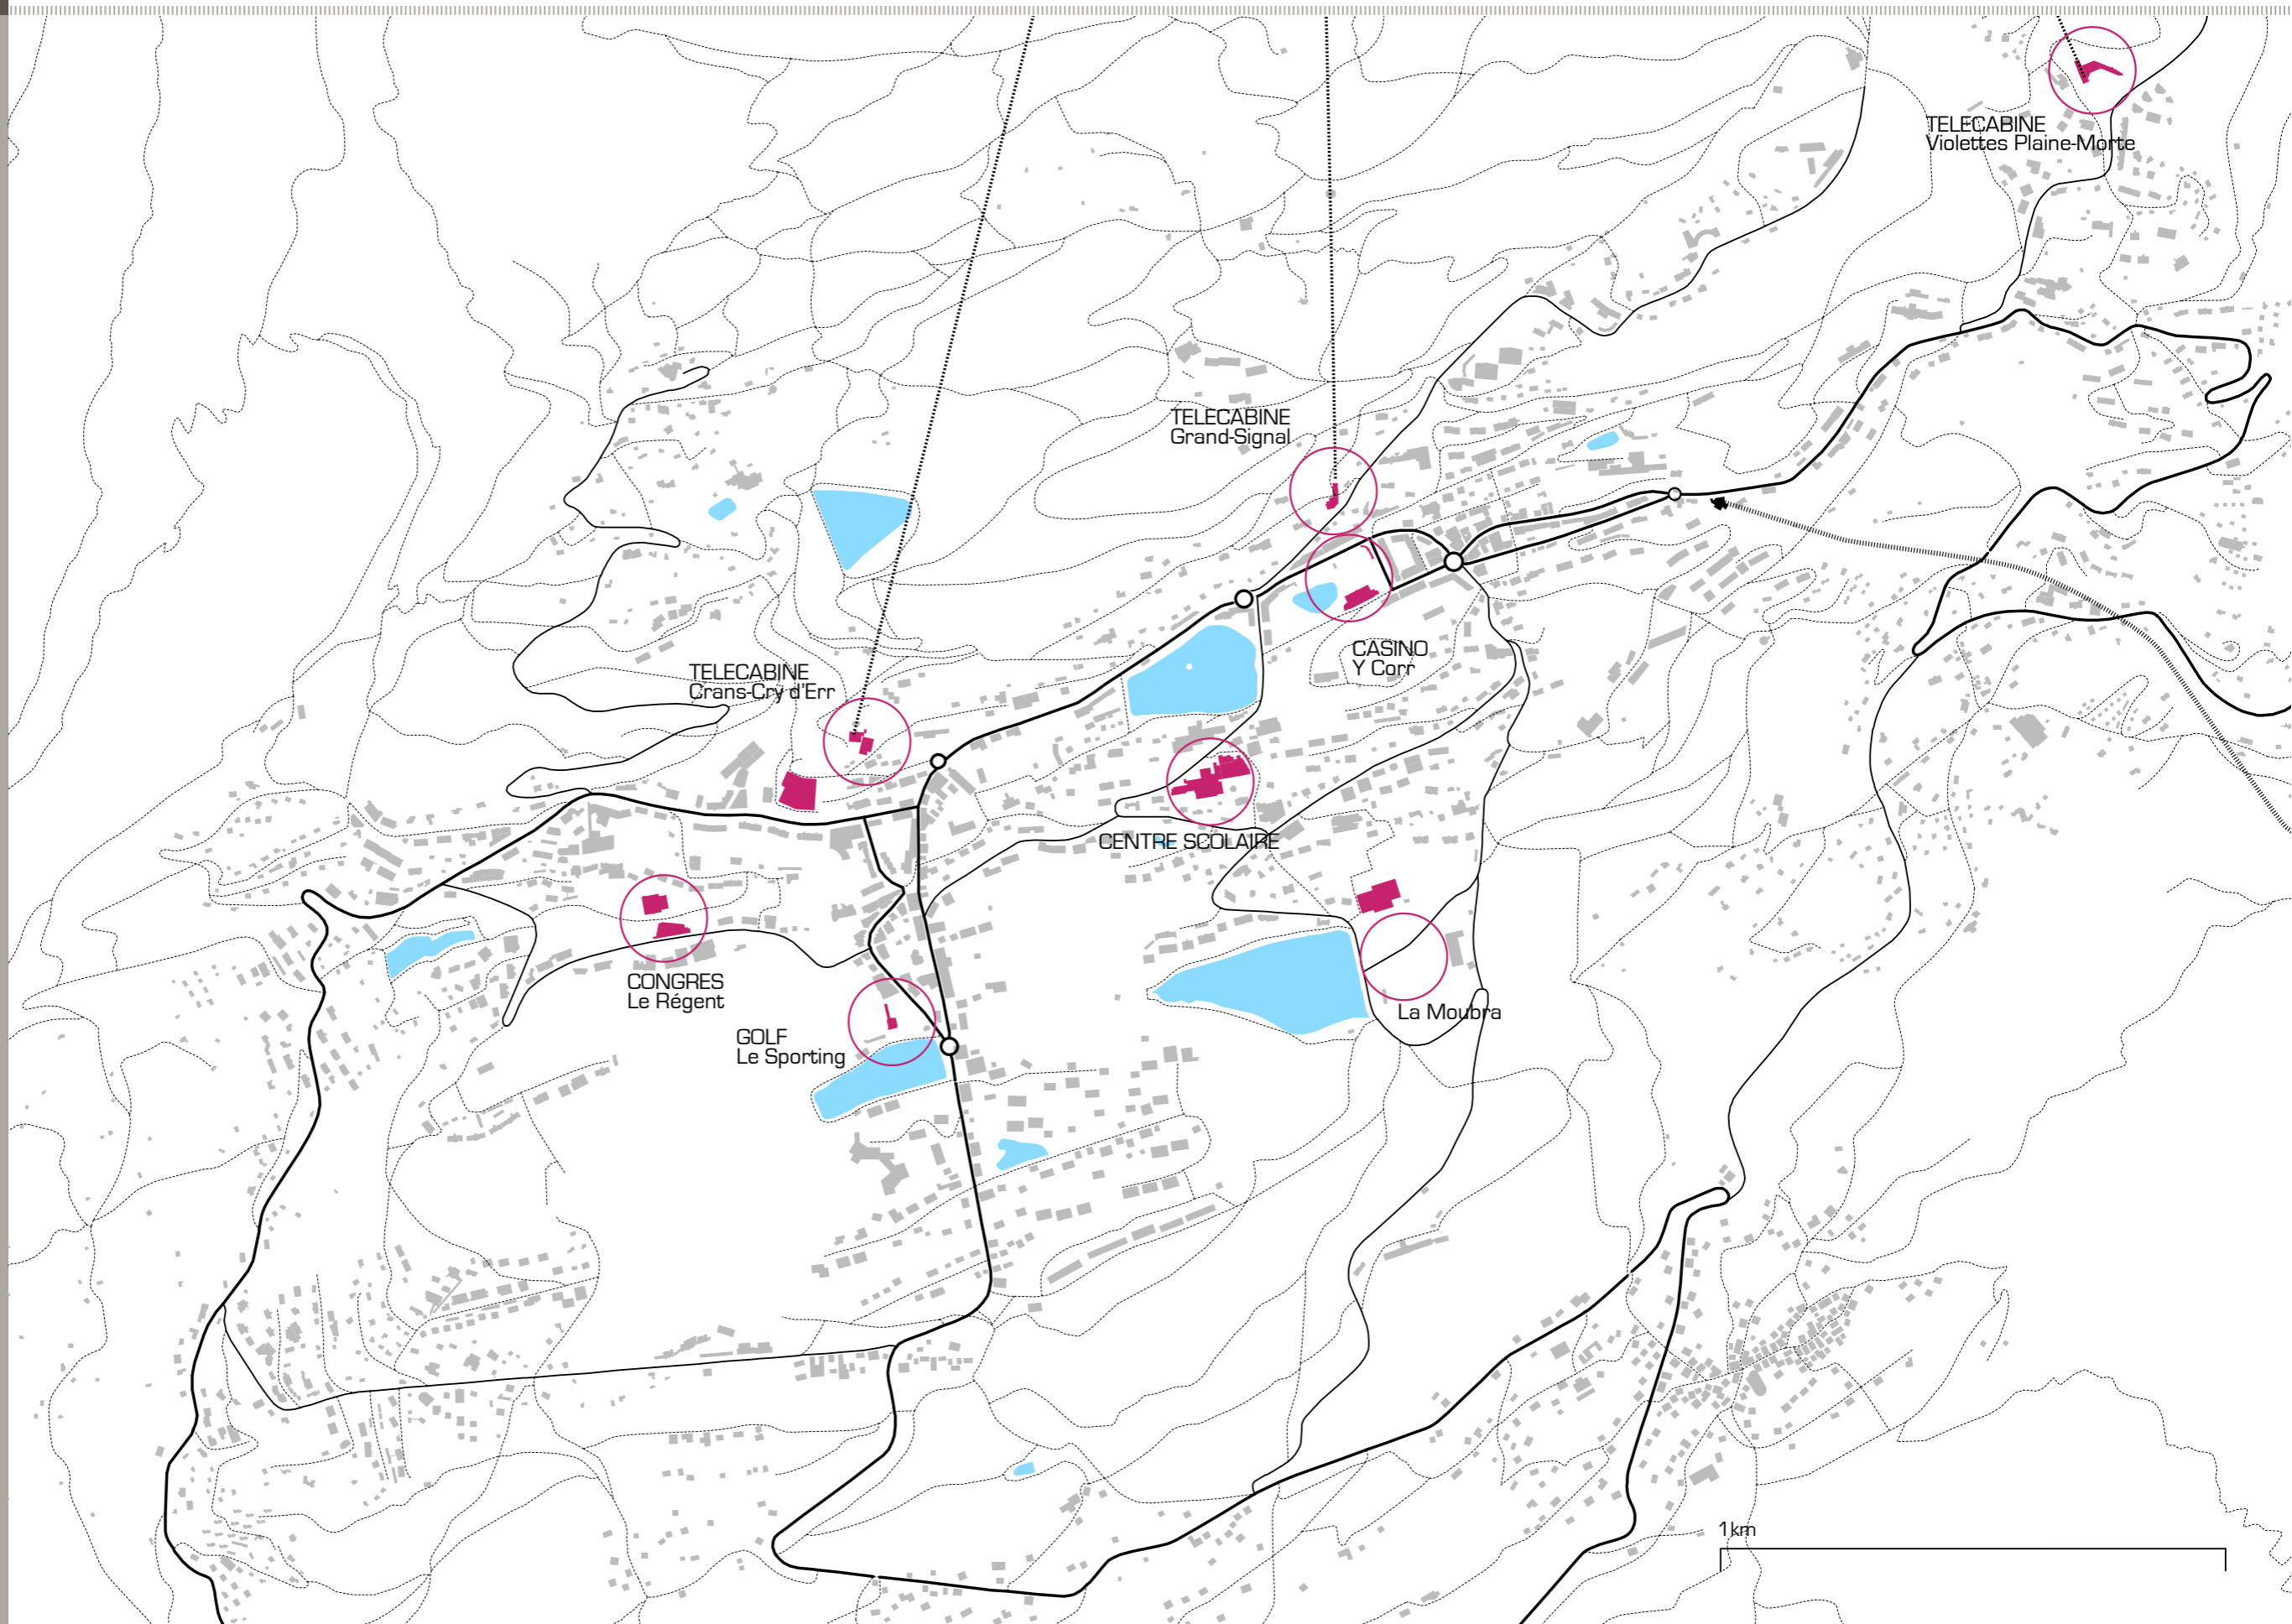 TELECABINE
Violettes Plaine-Morte
TELECABINE
Grand-Signal
CASINO
Y Corr
TELECABINE
Crans-Cry d'Err
CENTRE SCOLAIRE
CONGRES
Le Régent
La Moubra
GOLF
Le Sporting
1km